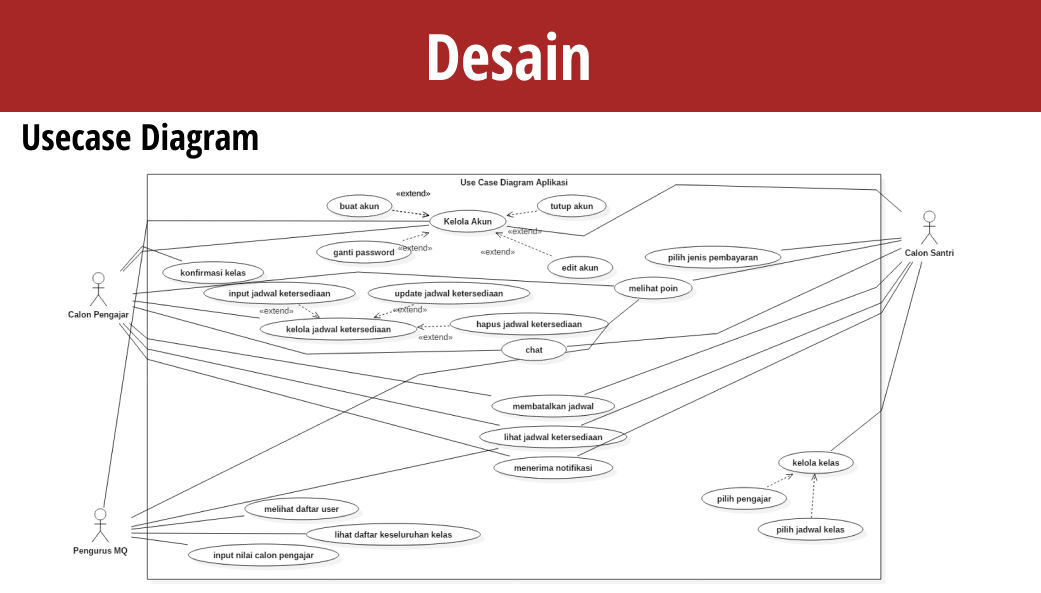 Desain
Usecase Diagram
Use Case Diagram Aplikasi
«extend»
buat akun
tutup akun
Kelola Akun
«extend»
ganti password
«extend»
«extend»
edit akun
pilih jenis pembayaran
Calon Santri
konfirmasi kelas
input jadwal ketersediaan
update jadwal ketersediaan
melihat poin
Calon Pengajar
«extend»
«extend»
kelola jadwal ketersediaan
hapus jadwal ketersediaan
«extend»
chat
membatalkan jadwal
lihat jadwal ketersediaan
menerima notifikasi
kelola kelas
pilih pengajar
pilih jadwal kelas
melihat daftar user
lihat daftar keseluruhan kelas
Pengurus MQ
input nilai calon pengajar